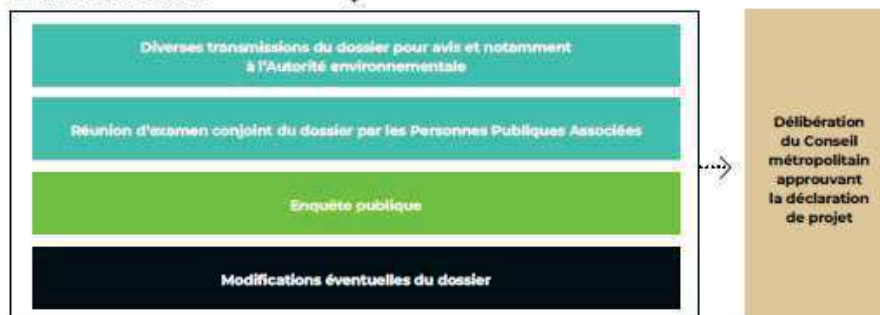 Diverses transmissions du dossier pour avis et notamment
à l'Autorité environnementale
Réunion d'examen conjoint du dossier par les Personnes Publiques Associées
Enquête publique
Modifications éventuelles du dossier
Délibération
du Conseil
métropolitain
approuvant
la déclaration
de projet